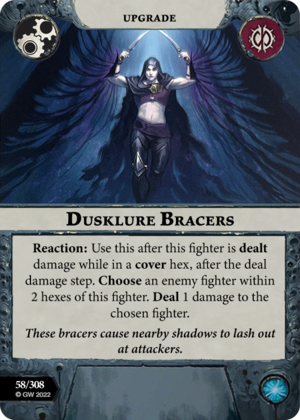 UPGRADE
Dusklure Bracers
Reaction: Use this after this fighter is dealt
damage while in a cover hex, after the deal
damage step. Choose an enemy fighter within
2 hexes of this fighter. Deal 1 damage to the
chosen fighter.
These bracers cause nearby shadows to lash out
at attackers.
58/308
© GW 2022